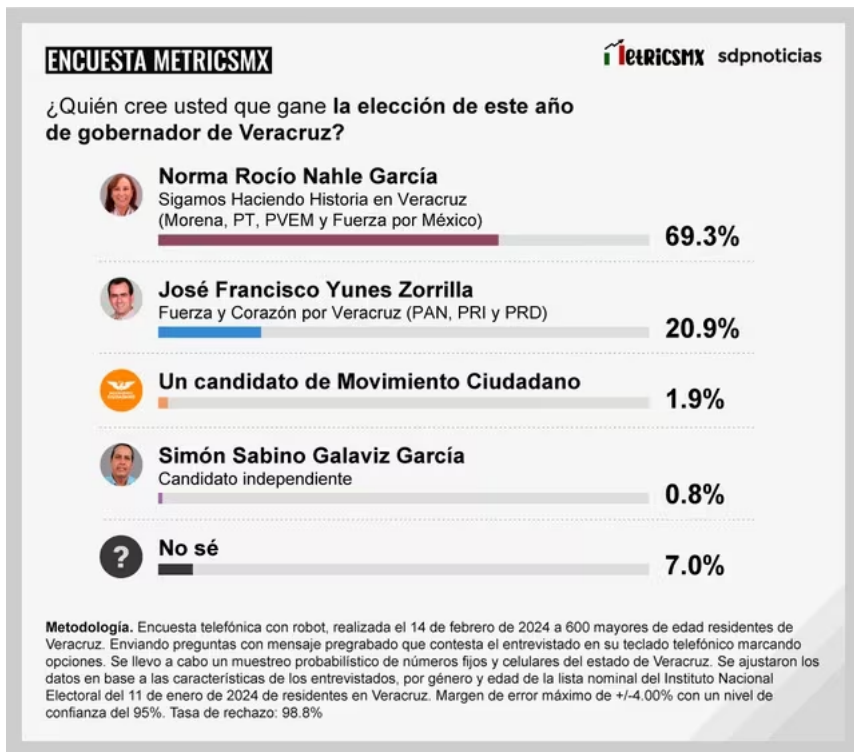 ENCUESTA METRICSMX
METRICSMX sdpnoticias
¿Quién cree usted que gane la elección de este año
de gobernador de Veracruz?
Norma Rocío Nahle García
Sigamos Haciendo Historia en Veracruz
(Morena, PT, PVEM y Fuerza por México)
69.3%
José Francisco Yunes Zorrilla
Fuerza y Corazón por Veracruz (PAN, PRI y PRD)
20.9%
Un candidato de Movimiento Ciudadano
1.9%
Simón Sabino Galaviz García
Candidato independiente
0.8%
?
No sé
7.0%
Metodología. Encuesta telefónica con robot, realizada el 14 de febrero de 2024 a 600 mayores de edad residentes de
Veracruz. Enviando preguntas con mensaje pregrabado que contesta el entrevistado en su teclado telefónico marcando
opciones. Se llevo a cabo un muestreo probabilístico de números fijos y celulares del estado de Veracruz. Se ajustaron los
datos en base a las características de los entrevistados, por género y edad de la lista nominal del Instituto Nacional
Electoral del 11 de enero de 2024 de residentes en Veracruz. Margen de error máximo de +/-4.00% con un nivel de
confianza del 95%. Tasa de rechazo: 98.8%